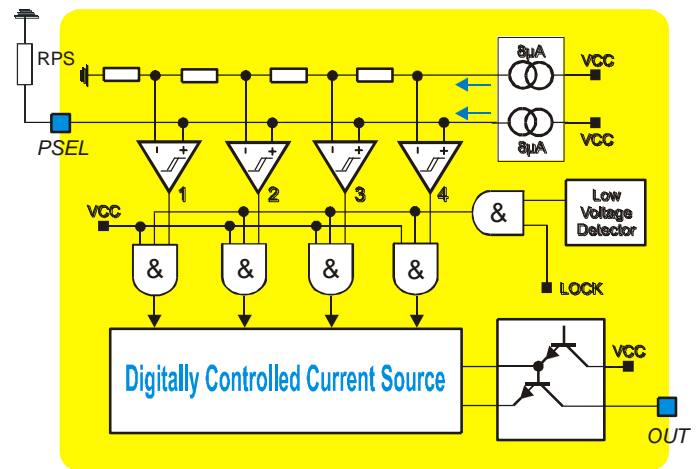 8μA
RPS
VCC
VCC
PSEL
8μA
1
2
3
4
VCC
&
Low
Voltage
Detector
&
&
&
&
LOCK
Digitally Controlled Current Source
VCC
OUT